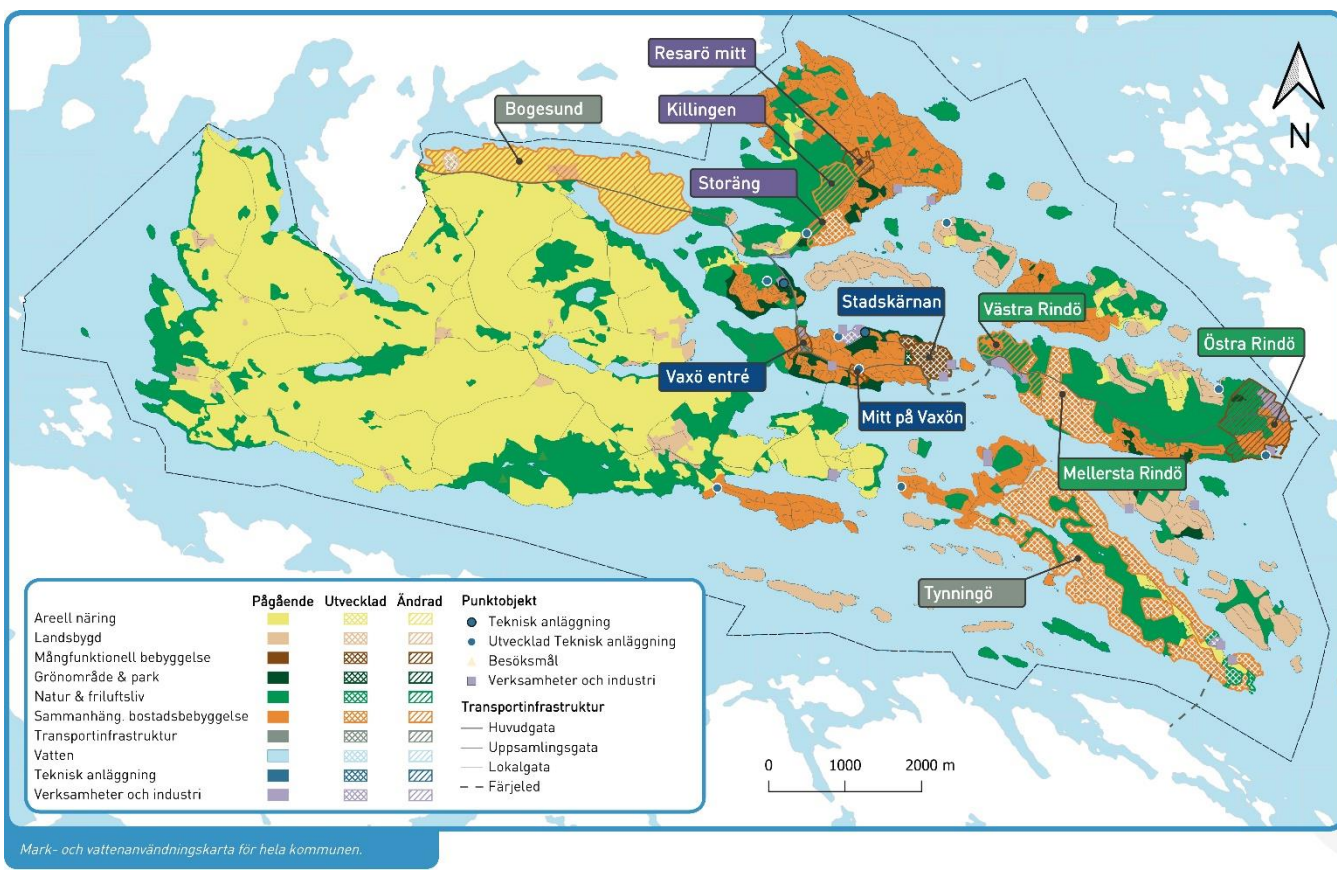 Resarö mitt
Killingen
Bogesund
Storäng
N
Stadskärnan
Västra Rindö
Östra Rindö
Vaxö entré
Mitt på Vaxön
Mellersta Rindö
Tynningö
Pågående Utvecklad Ändrad
Areell näring
Landsbygd
Mångfunktionell bebyggelse
Grönområde & park
Natur & friluftsliv
Sammanhäng. bostadsbebyggelse
Transportinfrastruktur
Vatten
Teknisk anläggning
Verksamheter och industri
Punktobjekt
Teknisk anläggning
Utvecklad Teknisk anläggning
Besöksmål
Verksamheter och industri
Transportinfrastruktur
Huvudgata
Uppsamlingsgata
Lokalgata
Färjeled
0 1000 2000 m
Mark- och vattenanvändningskarta för hela kommunen.